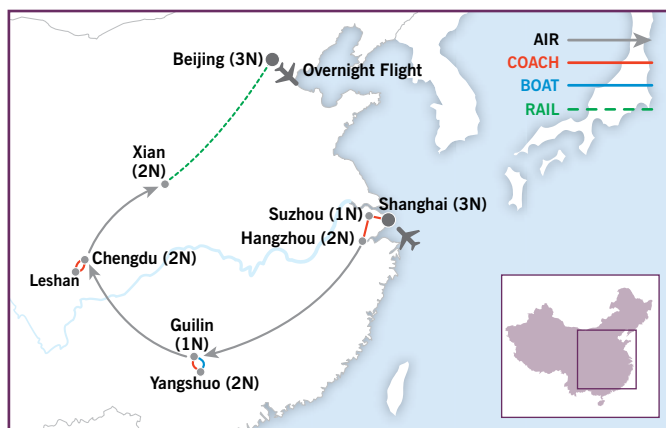 Beijing (3N)
Overnight Flight
AIR
COACH
BOAT
RAIL
Xian
(2N)
Shanghai (3N)
Suzhou (1N)
Hangzhou (2N)
Chengdu (2N)
Leshan
Guilin
(1N)
Yangshuo (2N)